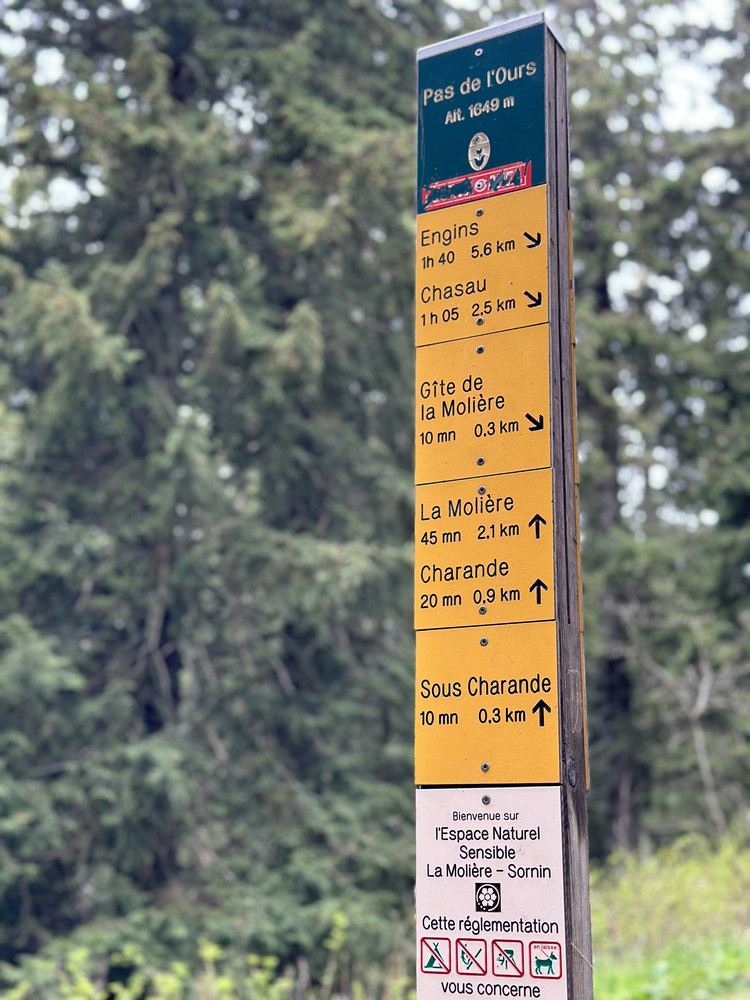 Pas de l'Ours
Alt. 1649 m
Engins
1h 40 5.6 km
Chasau
1 h 05 2,5 km
Gîte de
la Molière
10 mn 0.3 km
La Molière
45 mn 2.1 km
Charande
20 mn 0.9 km
Sous Charande
10 mn 0.3 km
Bienvenue sur
l'Espace Naturel
Sensible
La Molière – Sornin
Cette réglementation
en laisse
vous concerne